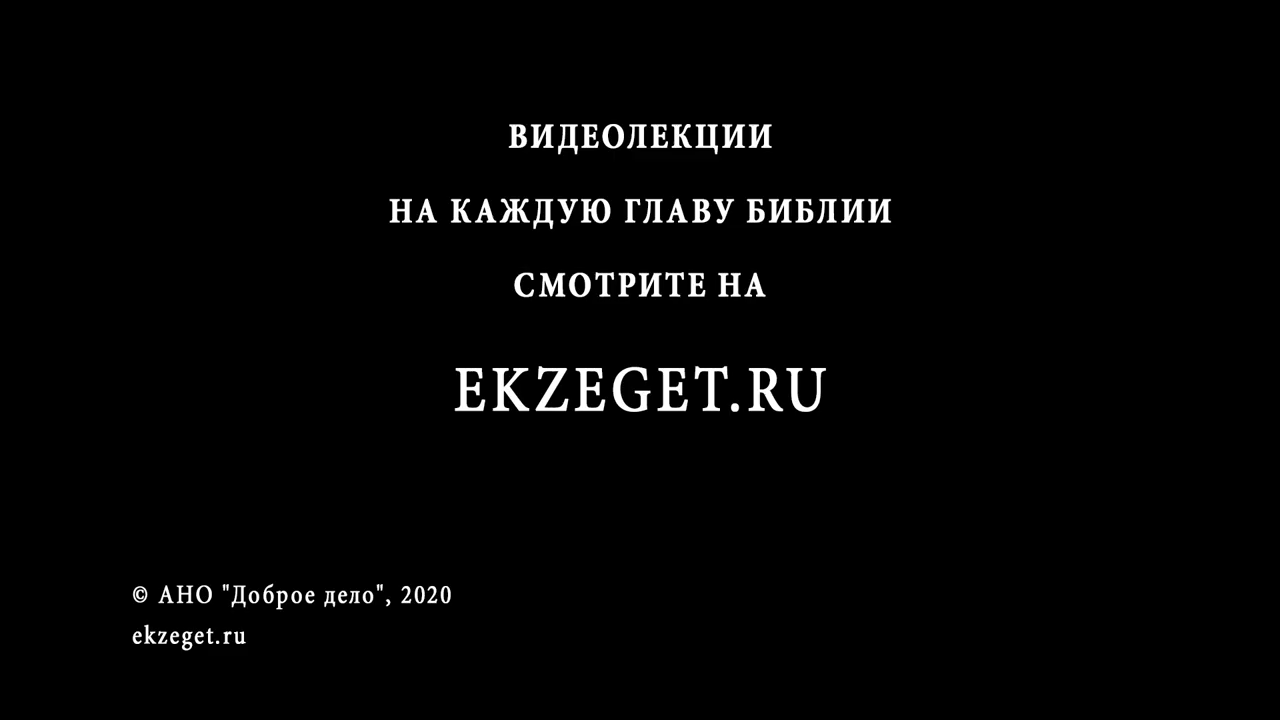 ВИДЕОЛЕКЦИИ
НА КАЖДУЮ ГЛАВУ БИБЛИИ
СМОТРИТЕ НА
EKZEGET.RU
© АНО "Доброе дело", 2020
ekzeget.ru